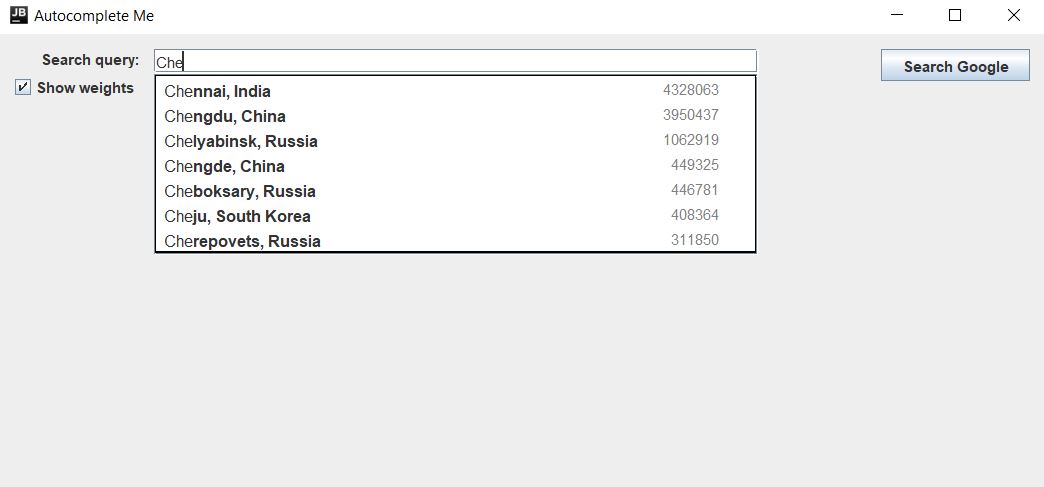 JB Autocomplete Me
Search query: Che Search Google
Show weights
Chennai, India 4328063
Chengdu, China 3950437
Chelyabinsk, Russia 1062919
Chengde, China 449325
Cheboksary, Russia 446781
Cheju, South Korea 408364
Cherepovets, Russia 311850